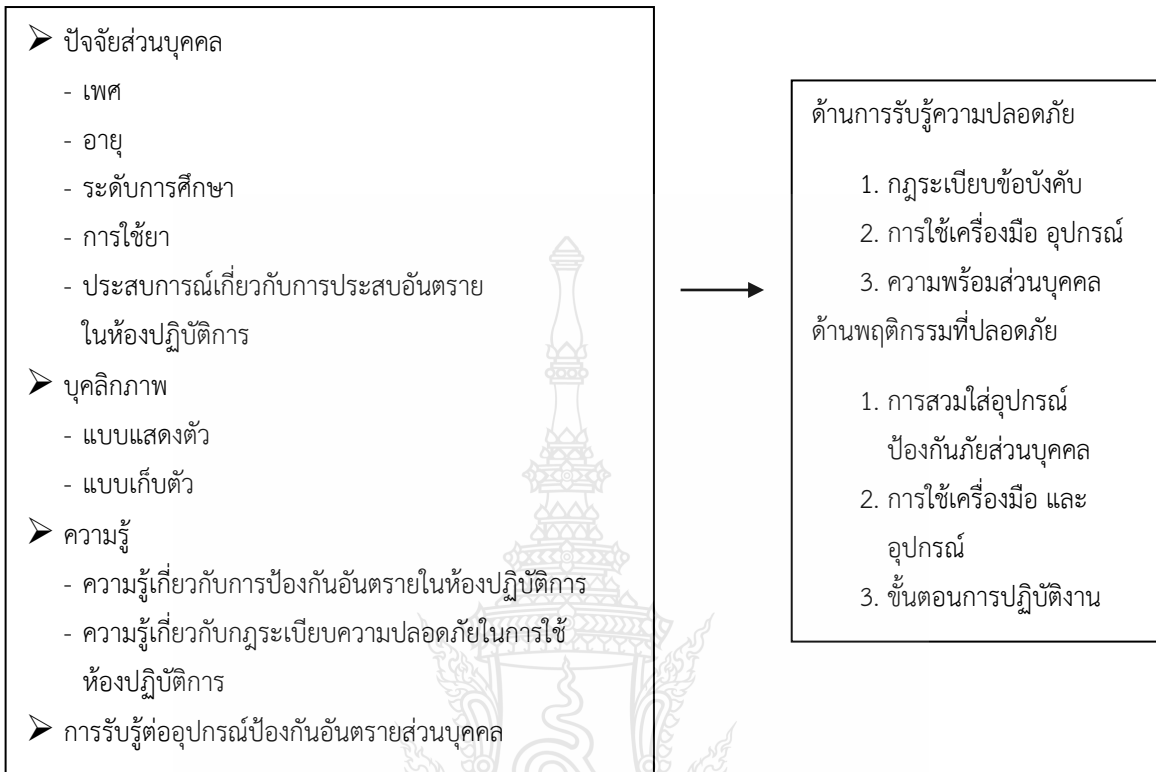 ➢ ปัจจัยส่วนบุคคล
- เพศ
- อายุ
- ระดับการศึกษา
- การใช้ยา
- ประสบการณ์เกี่ยวกับการประสบอันตราย
ในห้องปฏิบัติการ
➢ บุคลิกภาพ
- แบบแสดงตัว
- แบบเก็บตัว
➢ ความรู้
- ความรู้เกี่ยวกับการป้องกันอันตรายในห้องปฏิบัติการ
- ความรู้เกี่ยวกับกฎระเบียบความปลอดภัยในการใช้
ห้องปฏิบัติการ
➢ การรับรู้ต่ออุปกรณ์ป้องกันอันตรายส่วนบุคคล
ด้านการรับรู้ความปลอดภัย
1. กฎระเบียบข้อบังคับ
2. การใช้เครื่องมือ อุปกรณ์
3. ความพร้อมส่วนบุคคล
ด้านพฤติกรรมที่ปลอดภัย
1. การสวมใส่อุปกรณ์
ป้องกันภัยส่วนบุคคล
2. การใช้เครื่องมือ และ
อุปกรณ์
3. ขั้นตอนการปฏิบัติงาน